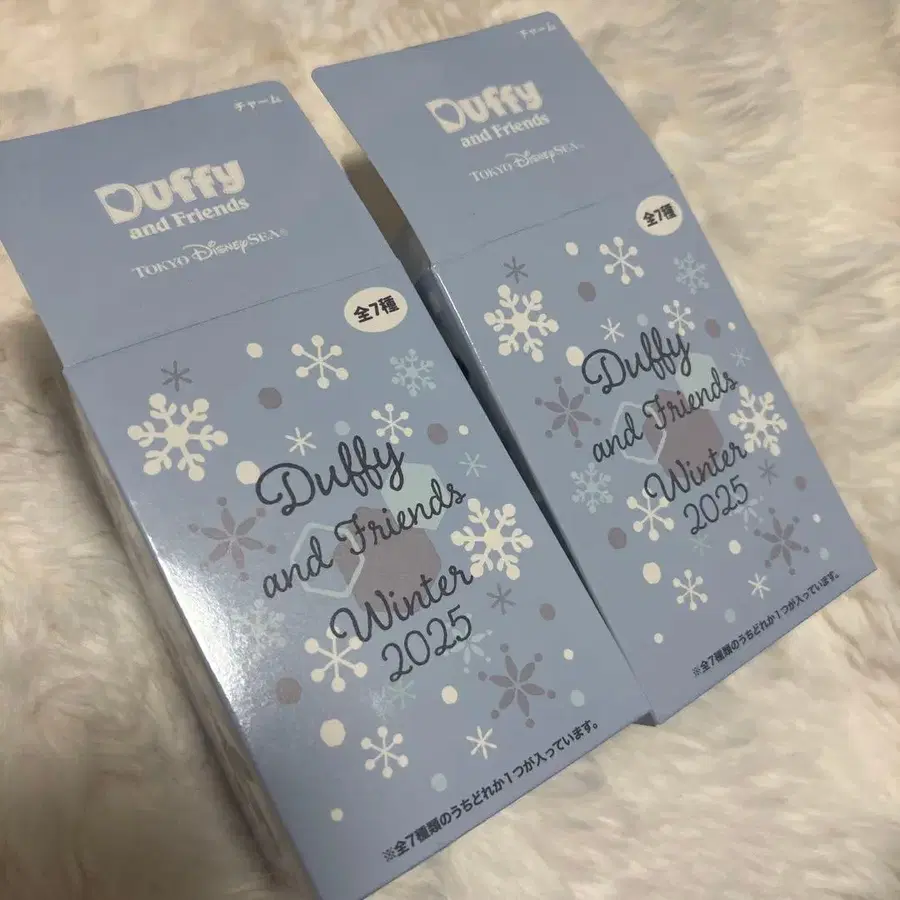 チャーム
Duffy
and Friends
TOKYO DISNEYSEA®
全7種
Duffy
and Friends
Winter
2025
※全7種類のうちどれか1つが入っています。
チャーム
Duffy
and Friends
TOKYO DISNEYSEA®
全7種
Duffy
and Friends
Winter
2025
※全7種類のうちどれか1つが入っています。